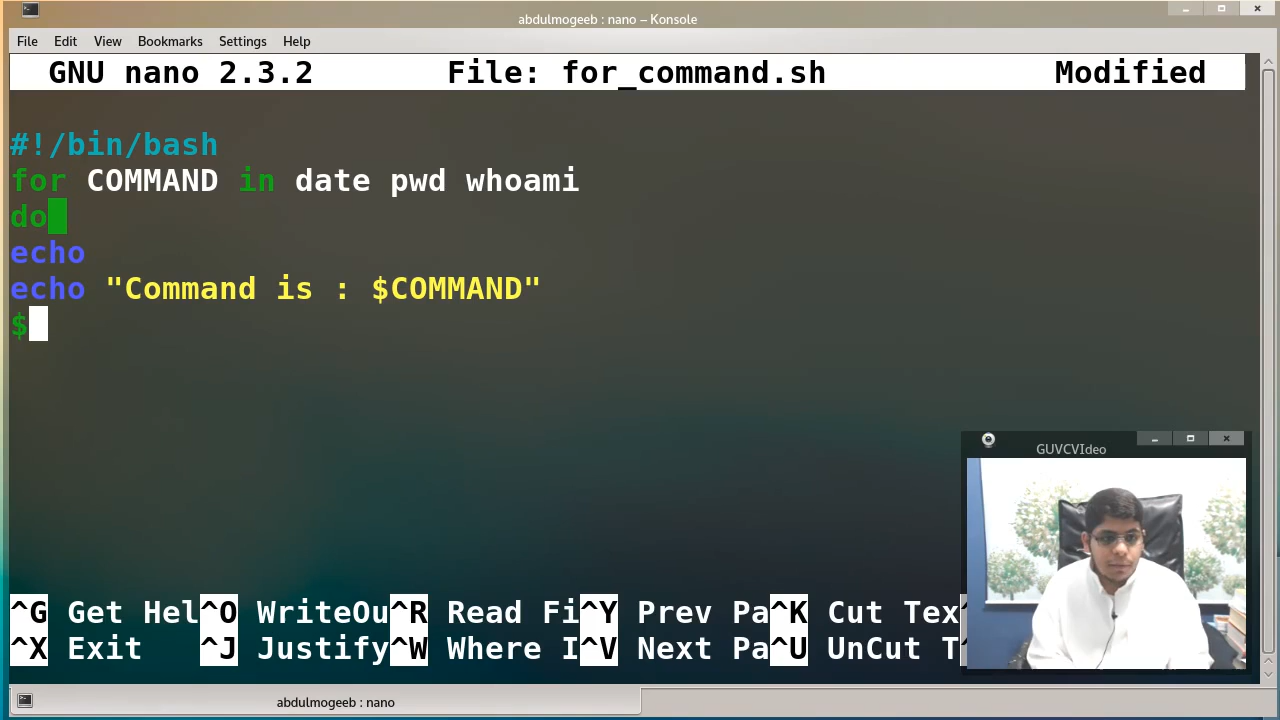 abdulmogeeb : nano – Konsole
File Edit View Bookmarks Settings Help
GNU nano 2.3.2 File: for_command.sh Modified
#!/bin/bash
for COMMAND in date pwd whoami
do
echo
echo "Command is : $COMMAND"
$
GUVCVIdeo
^G Get Hel ^O WriteOu ^R Read Fi ^Y Prev Pa ^K Cut Tex
^X Exit ^J Justify ^W Where I ^V Next Pa ^U UnCut T
abdulmogeeb : nano